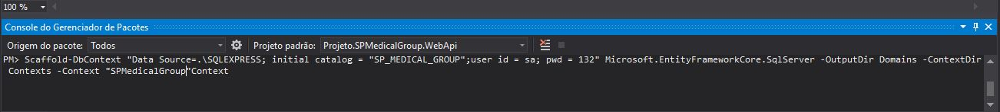 100 %
Console do Gerenciador de Pacotes
Origem do pacote: Todos Projeto padrão: Projeto.SPMedicalGroup.WebApi
PM> Scaffold-DbContext "Data Source=.\SQLEXPRESS; initial catalog = "SP_MEDICAL_GROUP";user id = sa; pwd = 132" Microsoft.EntityFrameworkCore.SqlServer -OutputDir Domains -ContextDir
Contexts -Context "SPMedicalGroup"Context